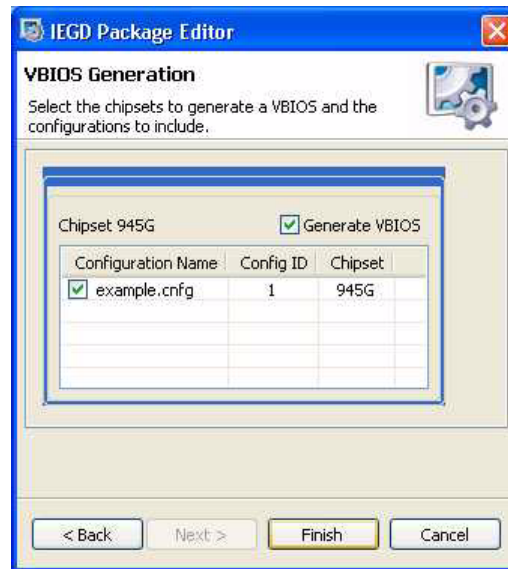 IEGD Package Editor
VBIOS Generation
Select the chipsets to generate a VBIOS and the
configurations to include.
Chipset 945G Generate VBIOS
Configuration Name Config ID Chipset
example.cnfg 1 945G
< Back Next > Finish Cancel